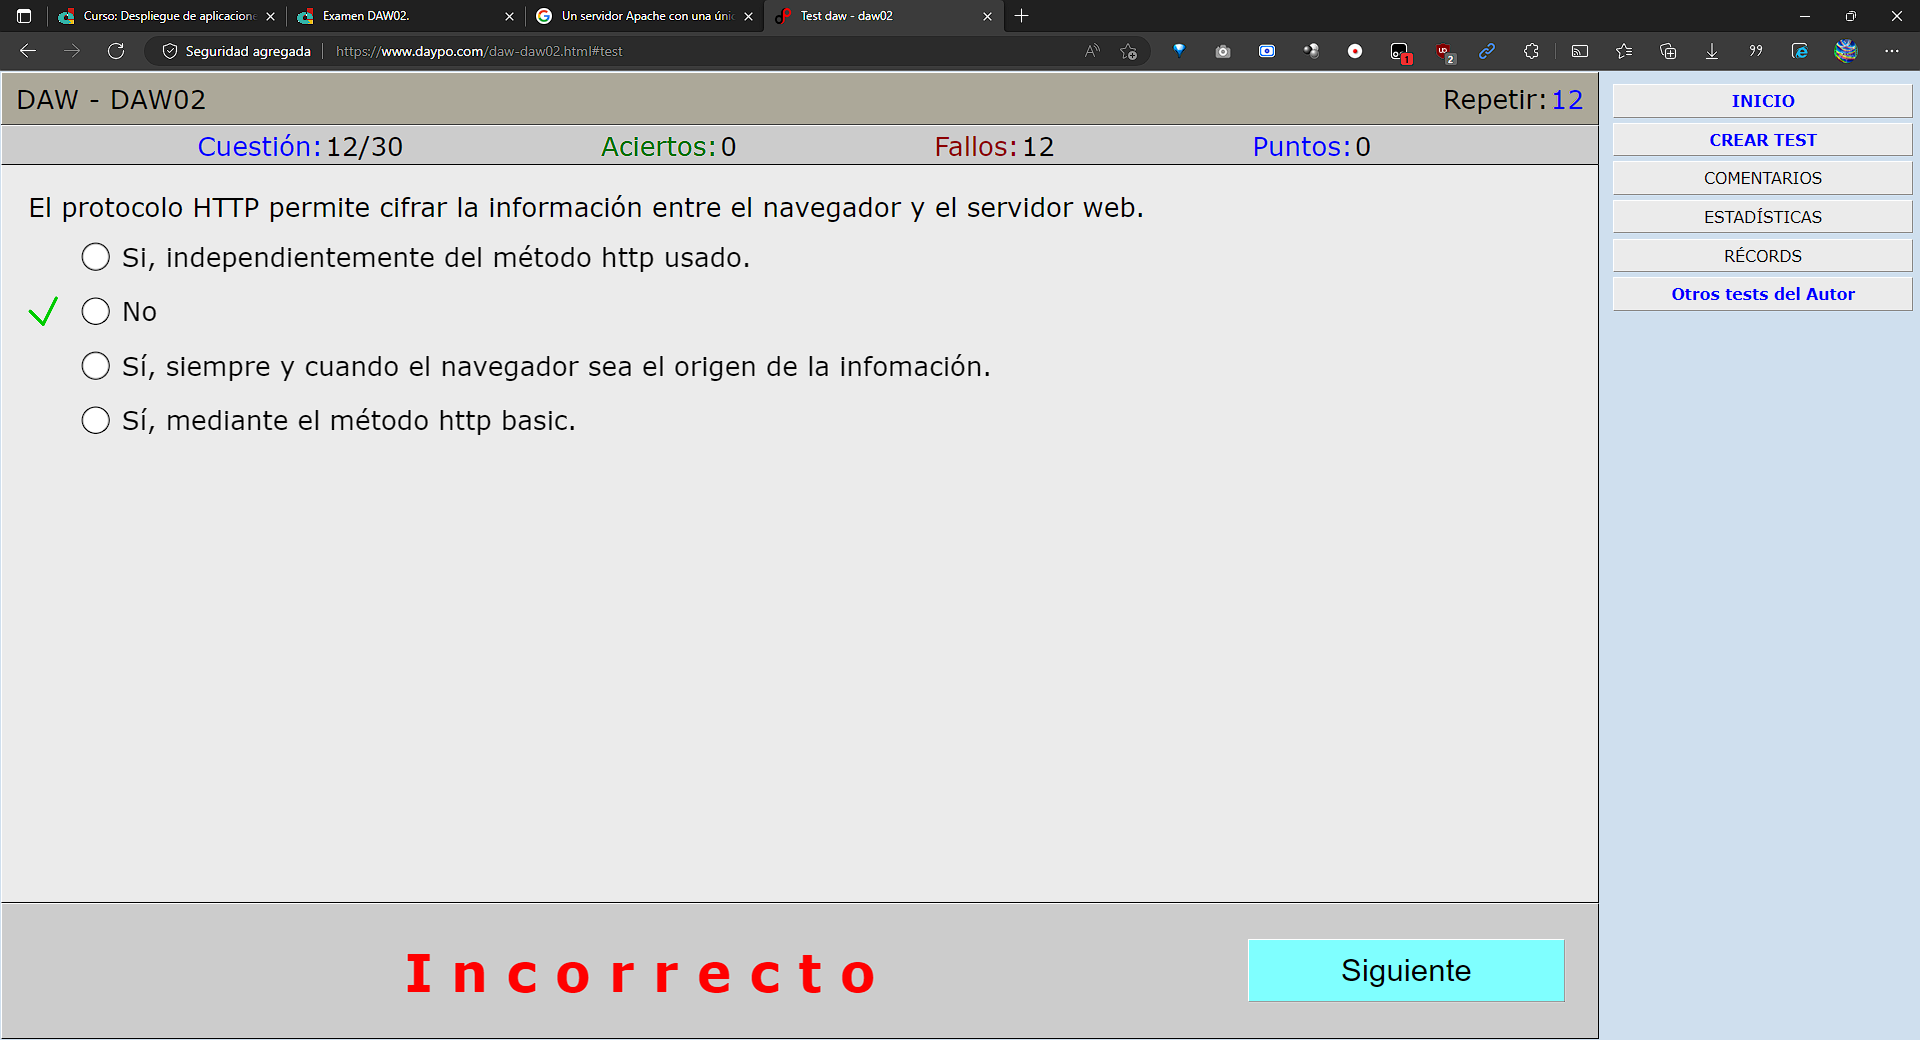 Curso: Despliegue de aplicacione
Examen DAW02.
Un servidor Apache con una únic
Test daw - daw02
Seguridad agregada
https://www.daypo.com/daw-daw02.html#test
1
2
DAW - DAW02
Repetir: 12
Cuestión: 12/30
Aciertos: 0
Fallos: 12
Puntos: 0
El protocolo HTTP permite cifrar la información entre el navegador y el servidor web.
Si, independientemente del método http usado.
No
Sí, siempre y cuando el navegador sea el origen de la infomación.
Sí, mediante el método http basic.
Incorrecto
Siguiente
INICIO
CREAR TEST
COMENTARIOS
ESTADÍSTICAS
RÉCORDS
Otros tests del Autor